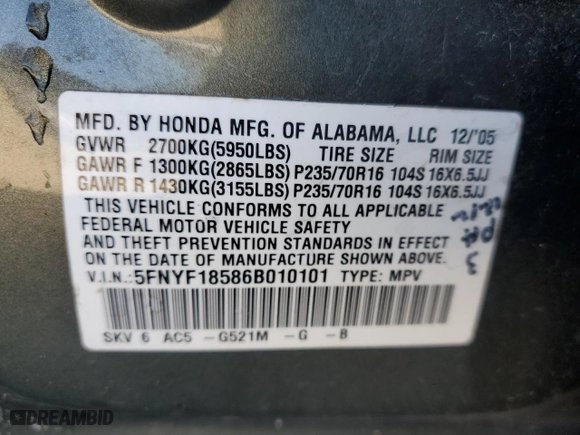 MFD. BY HONDA MFG. OF ALABAMA, LLC 12/'05
GVWR 2700KG(5950LBS) TIRE SIZE RIM SIZE
GAWR F 1300KG(2865LBS) P235/70R16 104S 16X6.5JJ
GAWR R 1430KG(3155LBS) P235/70R16 104S 16X6.5JJ
THIS VEHICLE CONFORMS TO ALL APPLICABLE
FEDERAL MOTOR VEHICLE SAFETY
AND THEFT PREVENTION STANDARDS IN EFFECT
ON THE DATE OF MANUFACTURE SHOWN ABOVE.
V.I.N.:5FNYF18586B010101 TYPE: MPV
SKV 6 AC5 -G521M -G -B
DREAMBID